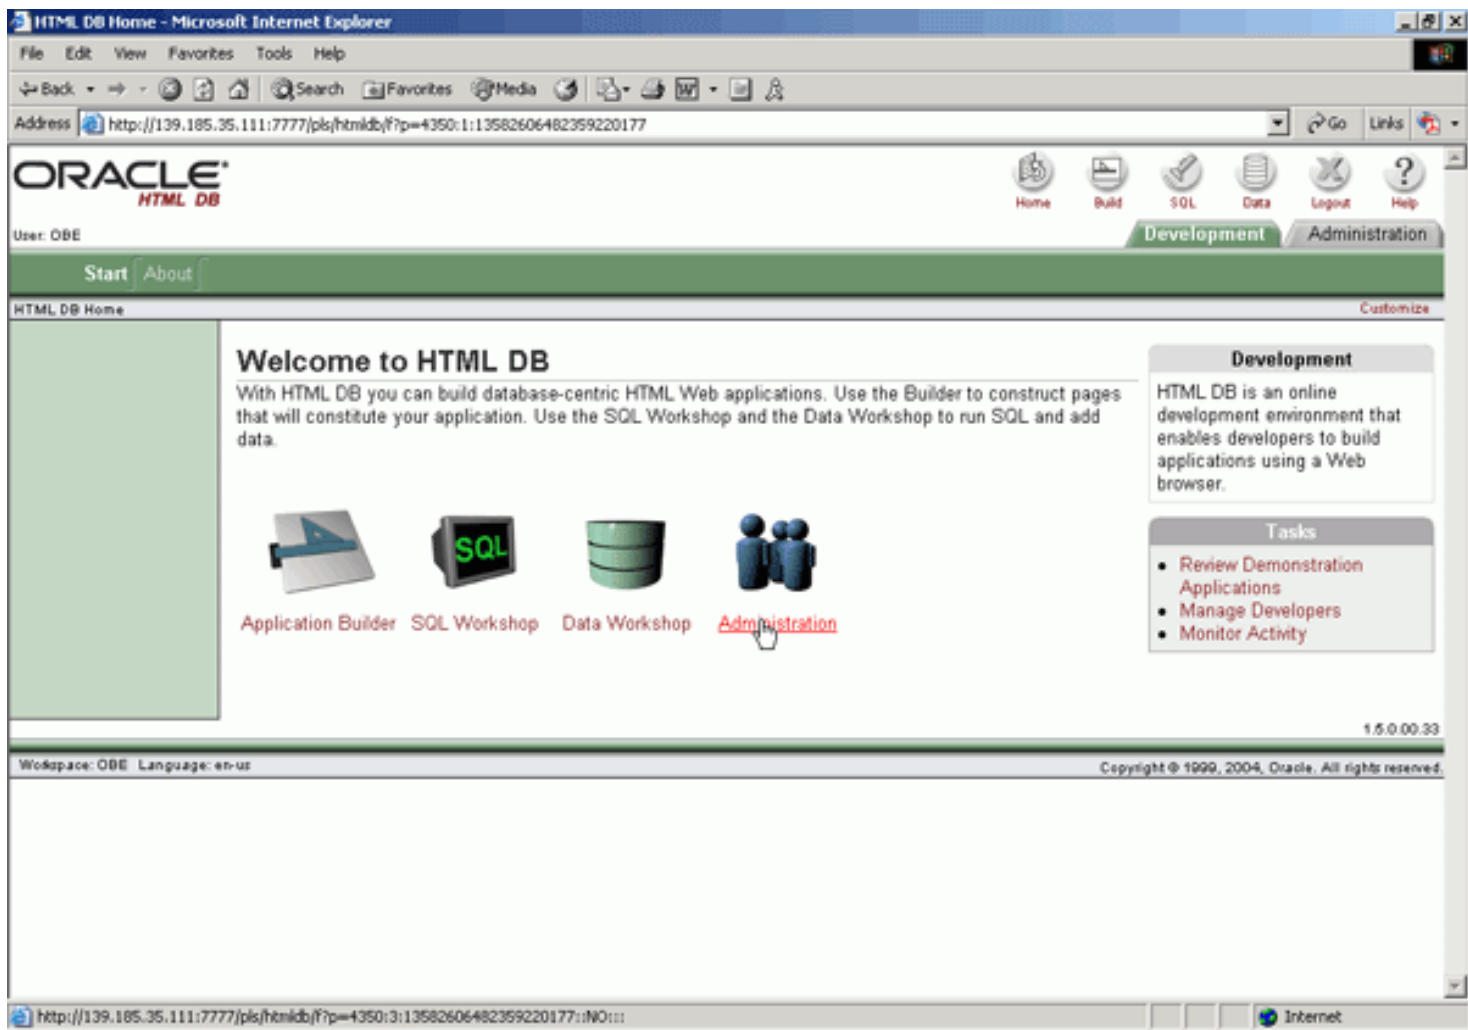 HTML DB Home - Microsoft Internet Explorer
File Edit View Favorites Tools Help
Back Search Favorites Media
Address http://139.185.35.111:7777/pls/htmldb/f?p=4350:1:13582606482359220177 Go Links
ORACLE
HTML DB
Home Build SQL Data Logout Help
User: OBE
Development Administration
Start About
HTML DB Home Customize
Welcome to HTML DB
With HTML DB you can build database-centric HTML Web applications. Use the Builder to construct pages
that will constitute your application. Use the SQL Workshop and the Data Workshop to run SQL and add
data.
Development
HTML DB is an online
development environment that
enables developers to build
applications using a Web
browser.
SQL
Application Builder SQL Workshop Data Workshop Administration
Tasks
Review Demonstration
Applications
Manage Developers
Monitor Activity
1.5.0.00.33
Workspace: OBE Language: en-us Copyright © 1999, 2004, Oracle. All rights reserved.
http://139.185.35.111:7777/pls/htmldb/f?p=4350:3:13582606482359220177::NO::: Internet